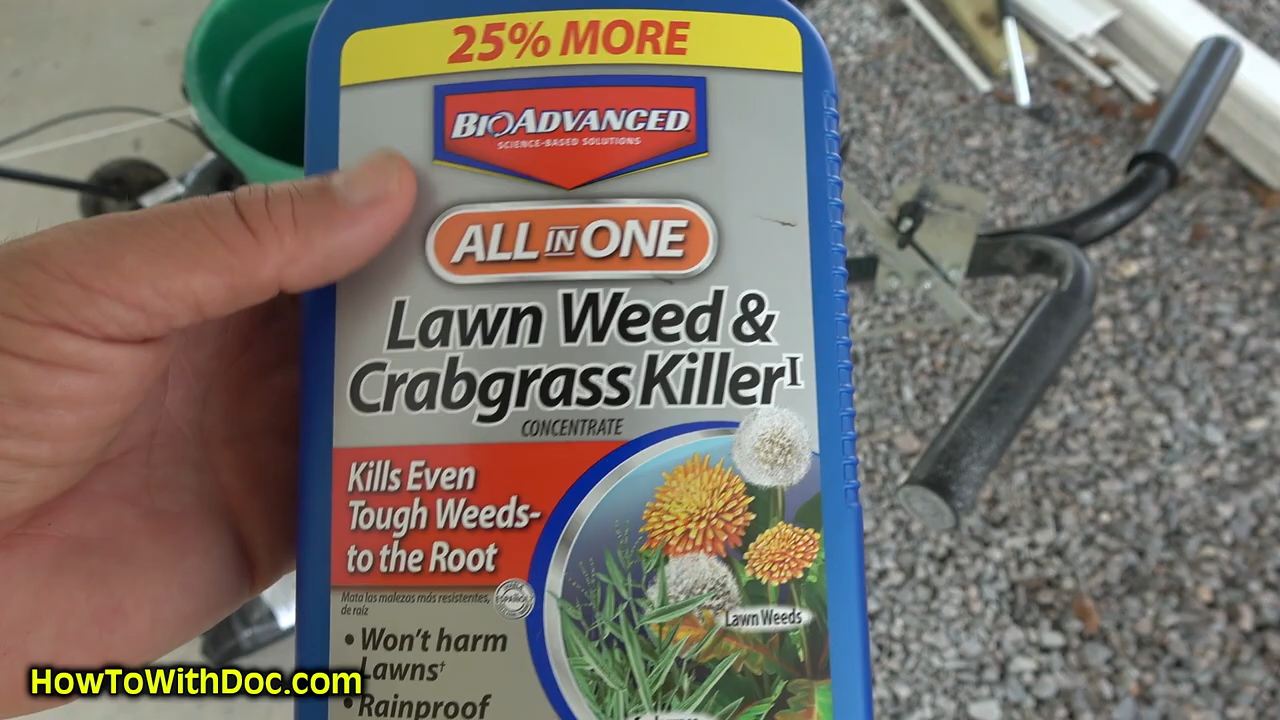 25% MORE
BIOADVANCED
SCIENCE-BASED SOLUTIONS
ALL IN ONE
Lawn Weed &
Crabgrass Killer I
CONCENTRATE
Kills Even
Tough Weeds-
to the Root
Mata las malezas más resistentes,
de raíz
ESPAÑOL
Lawn Weeds
• Won't harm
Lawns†
• Rainproof
HowToWithDoc.com